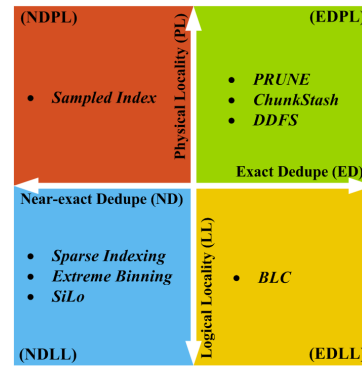 (NDPL)
(EDPL)
Physical Locality (PL)
• Sampled Index
• PRUNE
• ChunkStash
• DDFS
Exact Dedupe (ED)
Near-exact Dedupe (ND)
Logical Locality (LL)
• Sparse Indexing
• Extreme Binning
• SiLo
• BLC
(NDLL)
(EDLL)